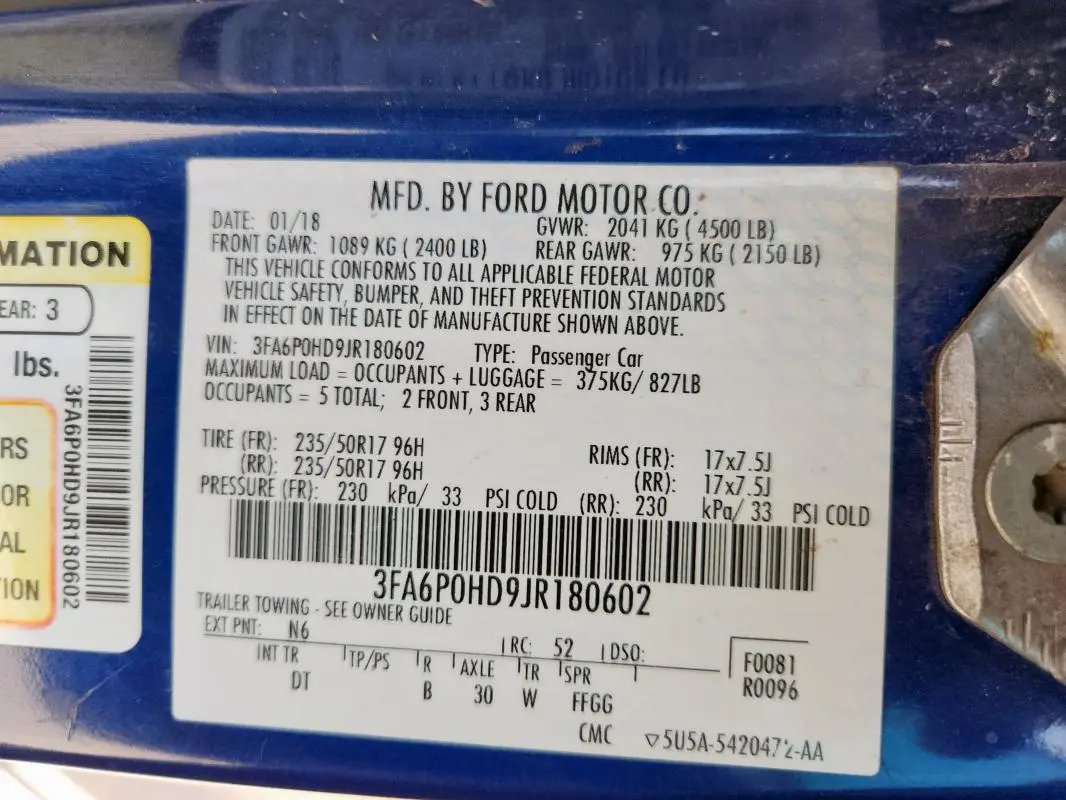 MFD. BY FORD MOTOR CO.
DATE: 01/18 GVWR: 2041 KG ( 4500 LB)
FRONT GAWR: 1089 KG ( 2400 LB) REAR GAWR: 975 KG ( 2150 LB)
THIS VEHICLE CONFORMS TO ALL APPLICABLE FEDERAL MOTOR
VEHICLE SAFETY, BUMPER, AND THEFT PREVENTION STANDARDS
IN EFFECT ON THE DATE OF MANUFACTURE SHOWN ABOVE.
VIN: 3FA6P0HD9JR180602 TYPE: Passenger Car
MAXIMUM LOAD = OCCUPANTS + LUGGAGE = 375KG/ 827LB
OCCUPANTS = 5 TOTAL; 2 FRONT, 3 REAR
TIRE (FR): 235/50R17 96H RIMS (FR): 17x7.5J
(RR): 235/50R17 96H (RR): 17x7.5J
PRESSURE (FR): 230 kPa/ 33 PSI COLD (RR): 230 kPa/ 33 PSI COLD
3FA6P0HD9JR180602
TRAILER TOWING - SEE OWNER GUIDE
EXT PNT: N6 RC: 52 DSO:
INT TR TP/PS R AXLE TR SPR
DT B 30 W FFGG
F0081
R0096
CMC ▽5U5A-5420472-AA
MATION
EAR: 3
lbs.
3FA6P0HD9JR180602
RS
OR
AL
ION